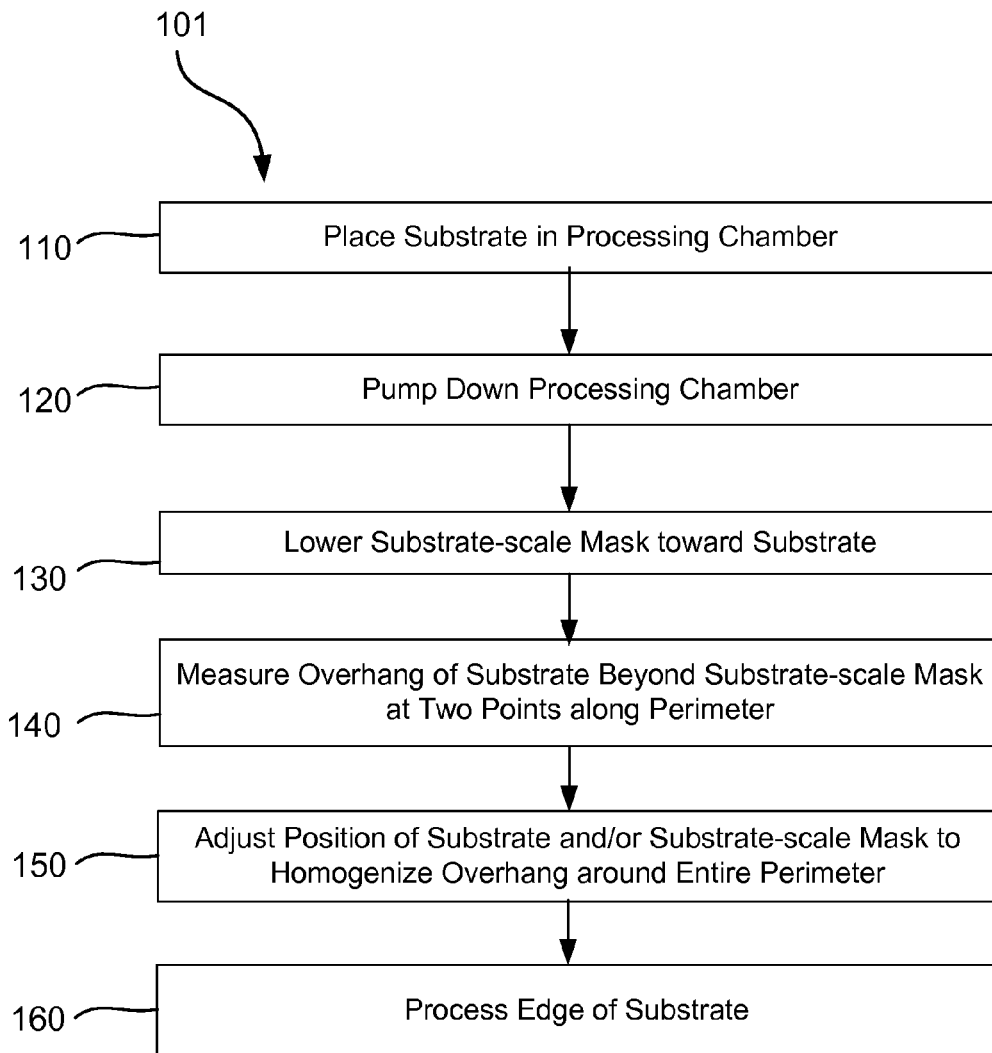 101
110
Place Substrate in Processing Chamber
120
Pump Down Processing Chamber
130
Lower Substrate-scale Mask toward Substrate
140
Measure Overhang of Substrate Beyond Substrate-scale Mask
at Two Points along Perimeter
150
Adjust Position of Substrate and/or Substrate-scale Mask to
Homogenize Overhang around Entire Perimeter
160
Process Edge of Substrate